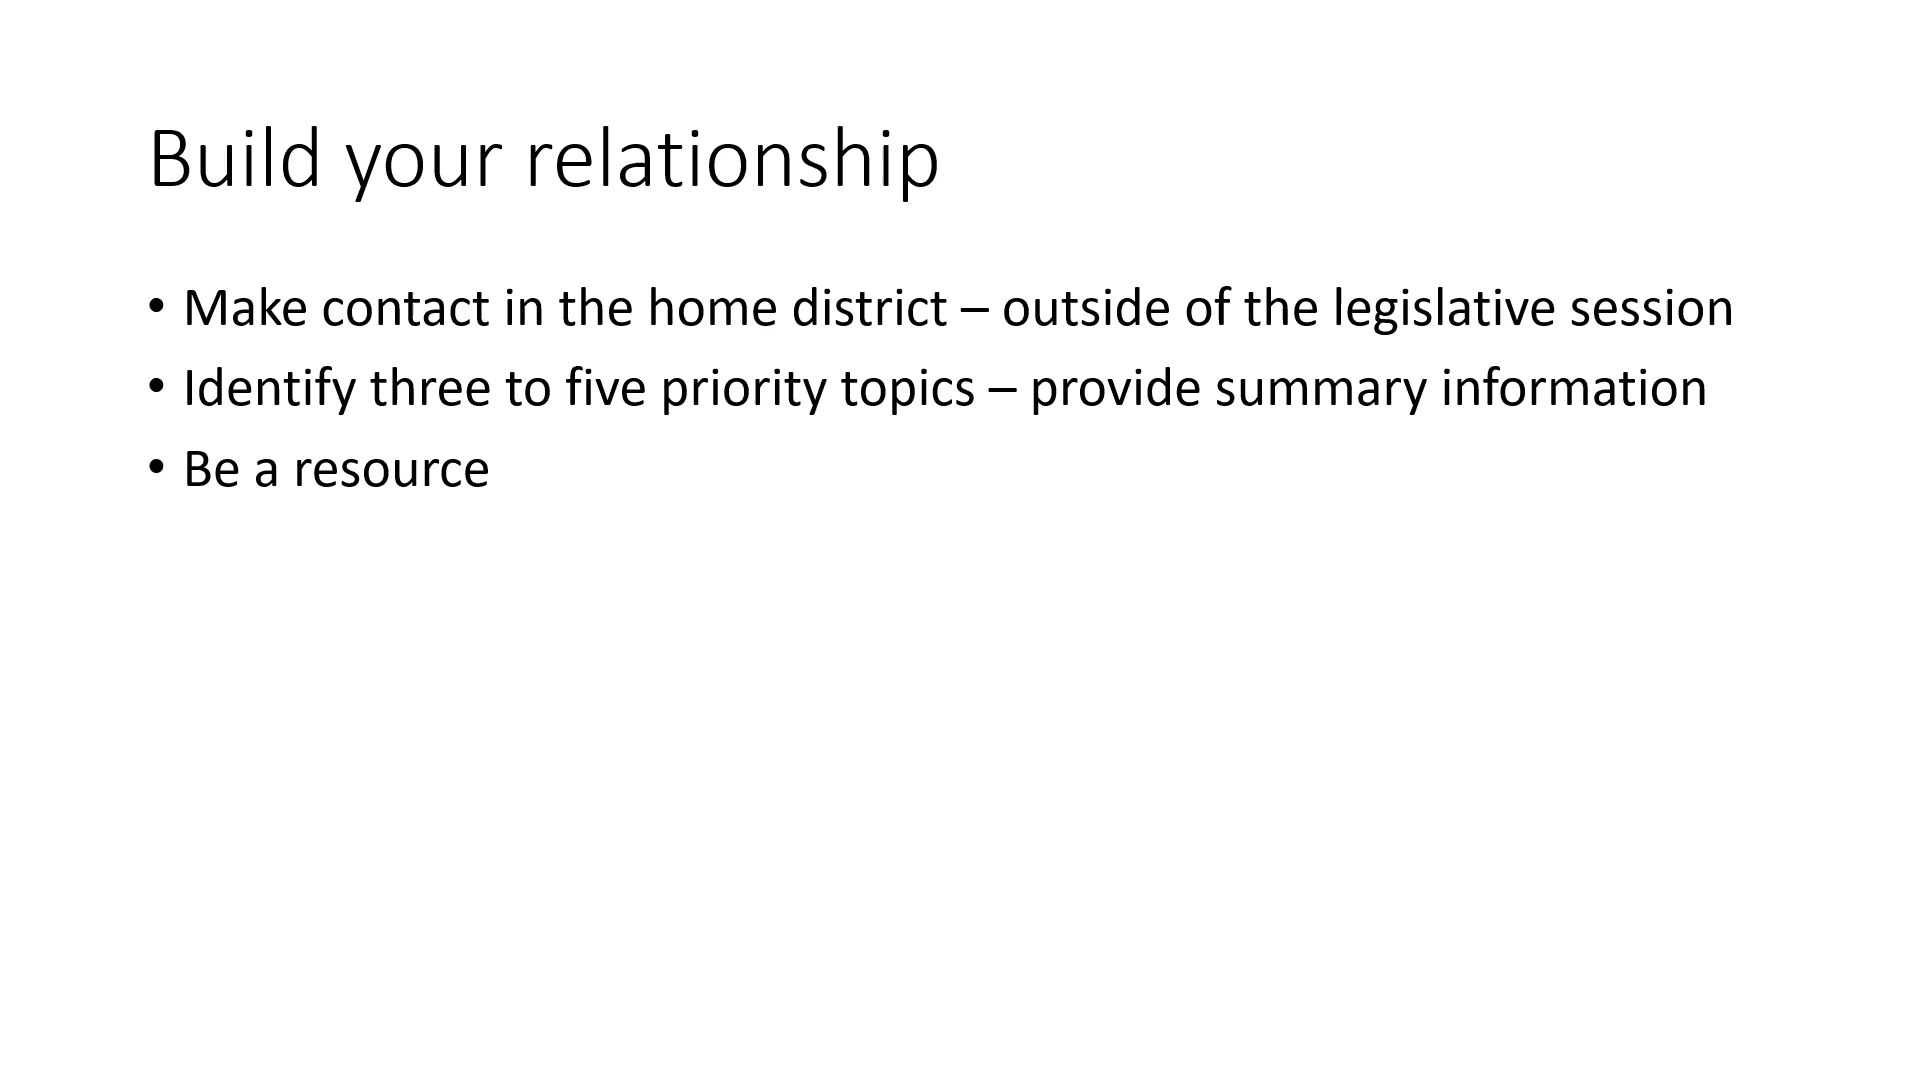 Build your relationship
• Make contact in the home district – outside of the legislative session
• Identify three to five priority topics – provide summary information
• Be a resource